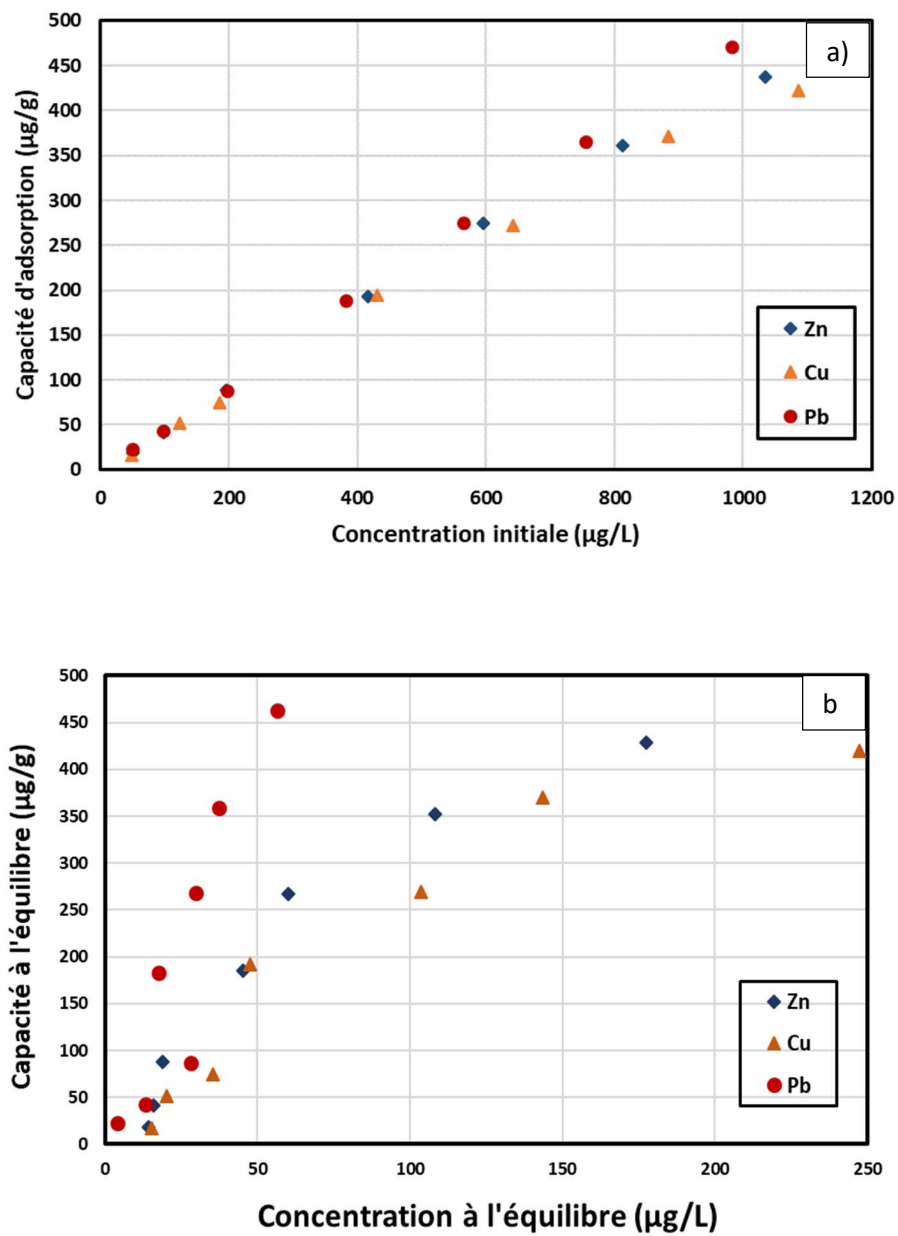 a)
500
450
400
350
300
250
200
150
100
50
0
Capacité d'adsorption (µg/g)
Zn
Cu
Pb
0 200 400 600 800 1000 1200
Concentration initiale (µg/L)
b
500
450
400
350
300
250
200
150
100
50
0
Capacité à l'équilibre (µg/g)
Zn
Cu
Pb
0 50 100 150 200 250
Concentration à l'équilibre (µg/L)